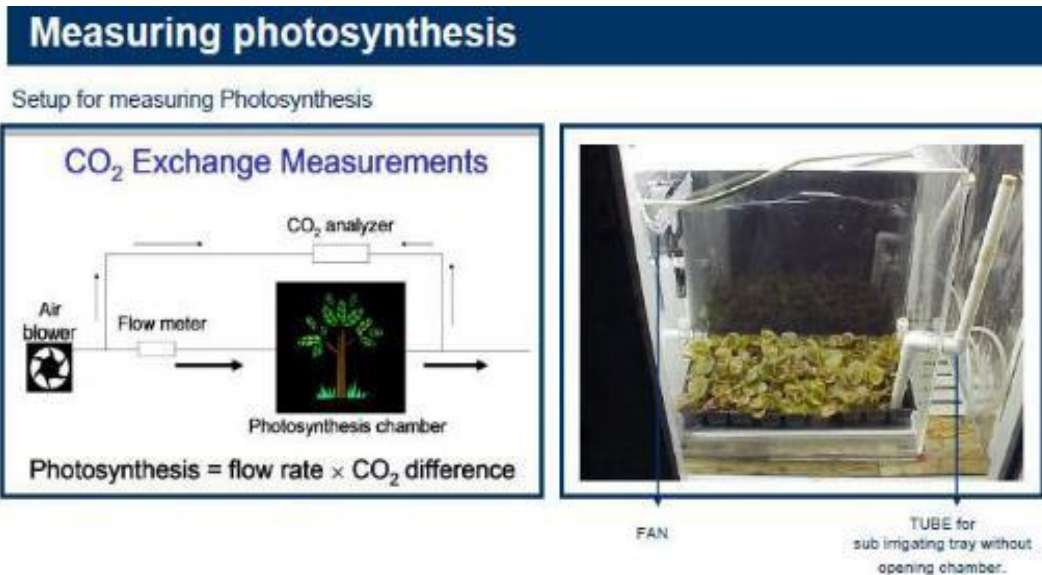 Measuring photosynthesis
Setup for measuring Photosynthesis
CO₂ Exchange Measurements
CO₂ analyzer
Air
blower
Flow meter
Photosynthesis chamber
Photosynthesis = flow rate × CO₂ difference
FAN
TUBE for
sub irrigating tray without
opening chamber.